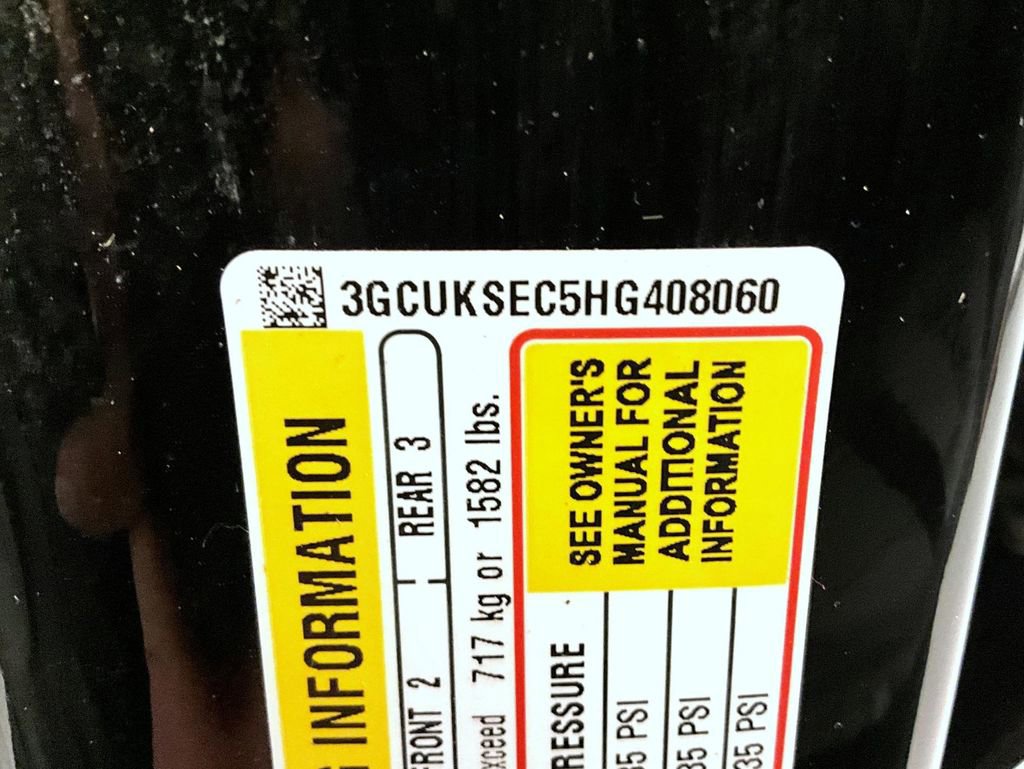 3GCUKSEC5HG408060
G INFORMATION
FRONT 2 REAR 3
xceed 717 kg or 1582 lbs.
RESSURE
35 PSI
35 PSI
35 PSI
SEE OWNER'S
MANUAL FOR
ADDITIONAL
INFORMATION